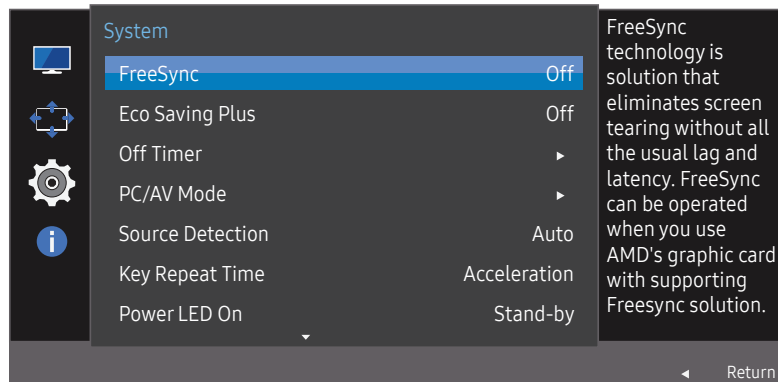 System
FreeSync Off
Eco Saving Plus Off
Off Timer
PC/AV Mode
Source Detection Auto
Key Repeat Time Acceleration
Power LED On Stand-by
FreeSync
technology is
solution that
eliminates screen
tearing without all
the usual lag and
latency. FreeSync
can be operated
when you use
AMD's graphic card
with supporting
Freesync solution.
Return